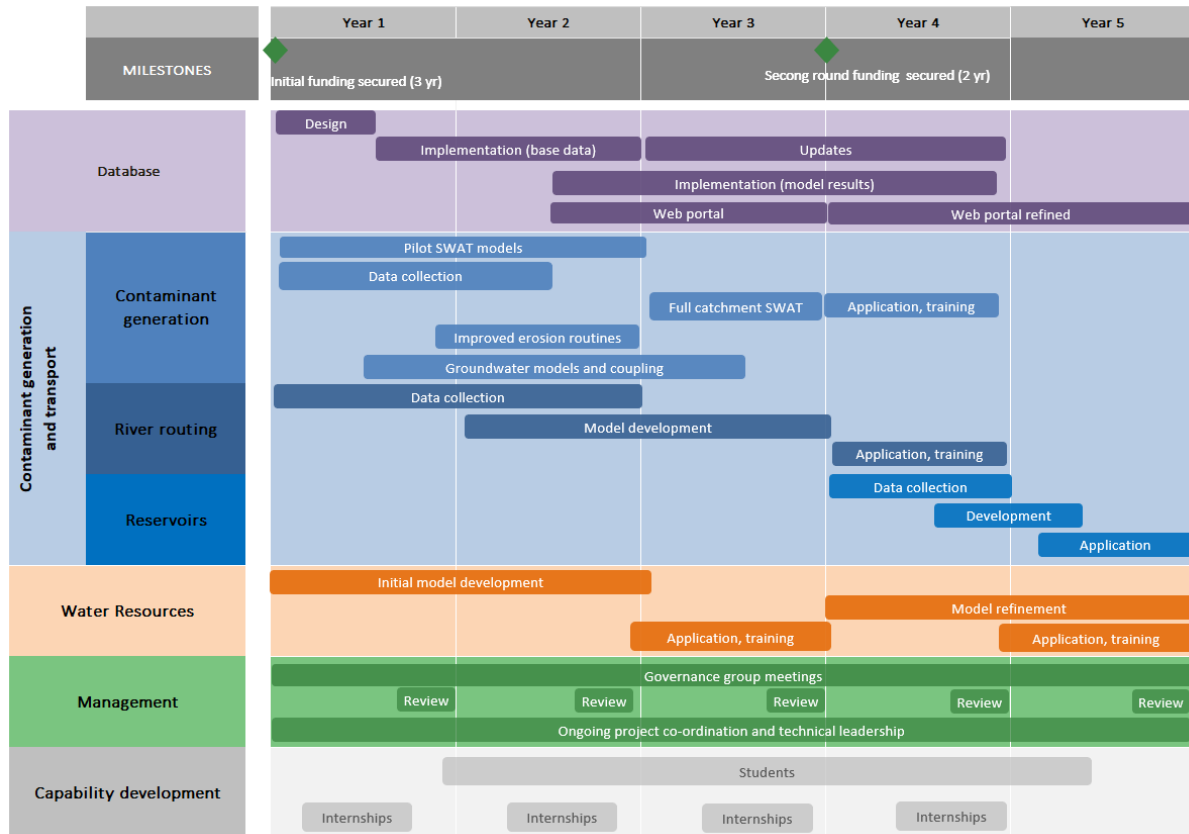 Year 1 Year 2 Year 3 Year 4 Year 5
MILESTONES
Initial funding secured (3 yr)
Secong round funding secured (2 yr)
Database
Design
Implementation (base data)
Updates
Implementation (model results)
Web portal
Web portal refined
Contaminant generation
and transport
Contaminant
generation
Pilot SWAT models
Data collection
Full catchment SWAT
Application, training
Improved erosion routines
Groundwater models and coupling
River routing
Data collection
Model development
Application, training
Reservoirs
Data collection
Development
Application
Water Resources
Initial model development
Model refinement
Application, training
Application, training
Management
Governance group meetings
Review Review Review Review Review
Ongoing project co-ordination and technical leadership
Capability development
Students
Internships Internships Internships Internships